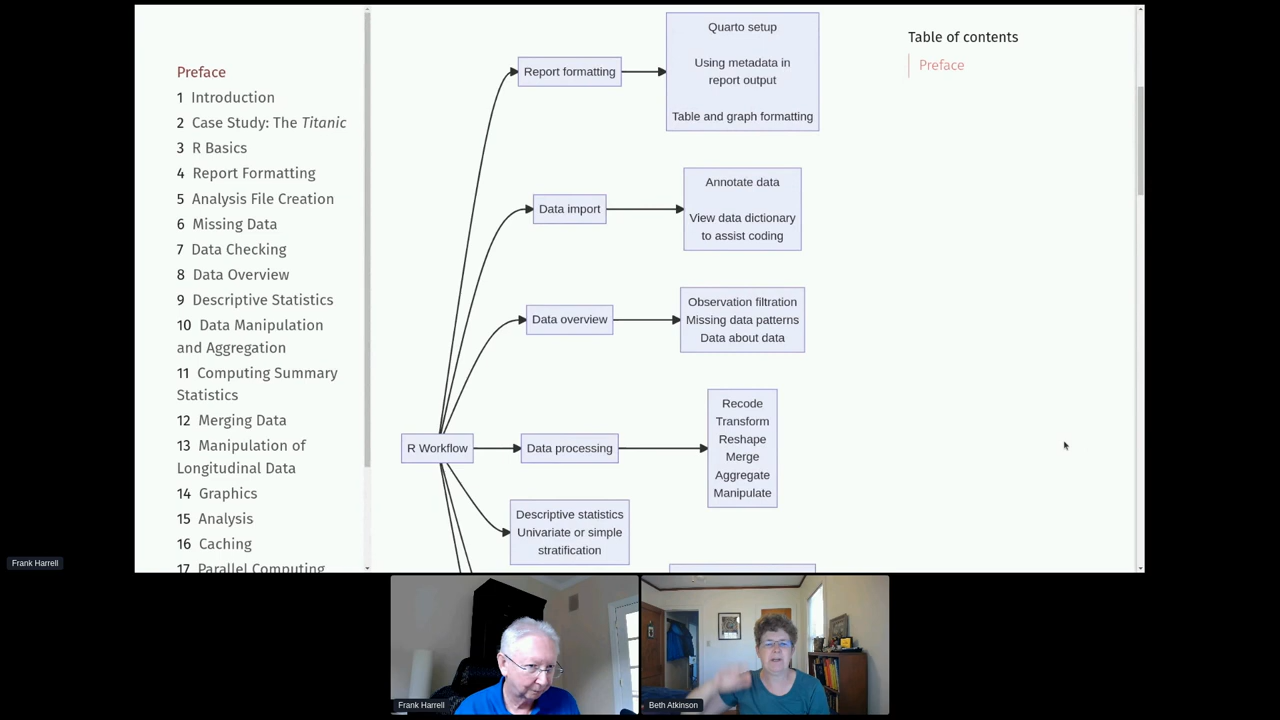 Preface
1 Introduction
2 Case Study: The Titanic
3 R Basics
4 Report Formatting
5 Analysis File Creation
6 Missing Data
7 Data Checking
8 Data Overview
9 Descriptive Statistics
10 Data Manipulation
and Aggregation
11 Computing Summary
Statistics
12 Merging Data
13 Manipulation of
Longitudinal Data
14 Graphics
15 Analysis
16 Caching
17 Parallel Computing
R Workflow
Report formatting
Quarto setup
Using metadata in
report output
Table and graph formatting
Data import
Annotate data
View data dictionary
to assist coding
Data overview
Observation filtration
Missing data patterns
Data about data
Data processing
Recode
Transform
Reshape
Merge
Aggregate
Manipulate
Descriptive statistics
Univariate or simple
stratification
Table of contents
Preface
Frank Harrell
Frank Harrell
Beth Atkinson